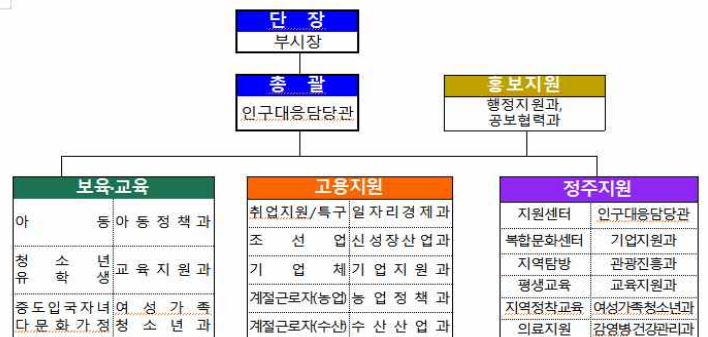 단 장
부시장
총 괄
인구대응담당관
홍보지원
행정지원과,
공보협력과
보육·교육
아 동 아동정책과
청 소 년
유 학 생
교육지원과
중도입국자녀 여 성 가 족
다문화가정 청 소 년 과
고용지원
취업지원/특구 일자리경제과
조 선 업 신성장산업과
기 업 체 기업지원과
계절근로자(농업) 농업정책과
계절근로자(수산) 수산산업과
정주지원
지원센터 인구대응담당관
복합문화센터 기업지원과
지역탐방 관광진흥과
평생교육 교육지원과
지역정착교육 여성가족청소년과
의료지원 감염병건강관리과